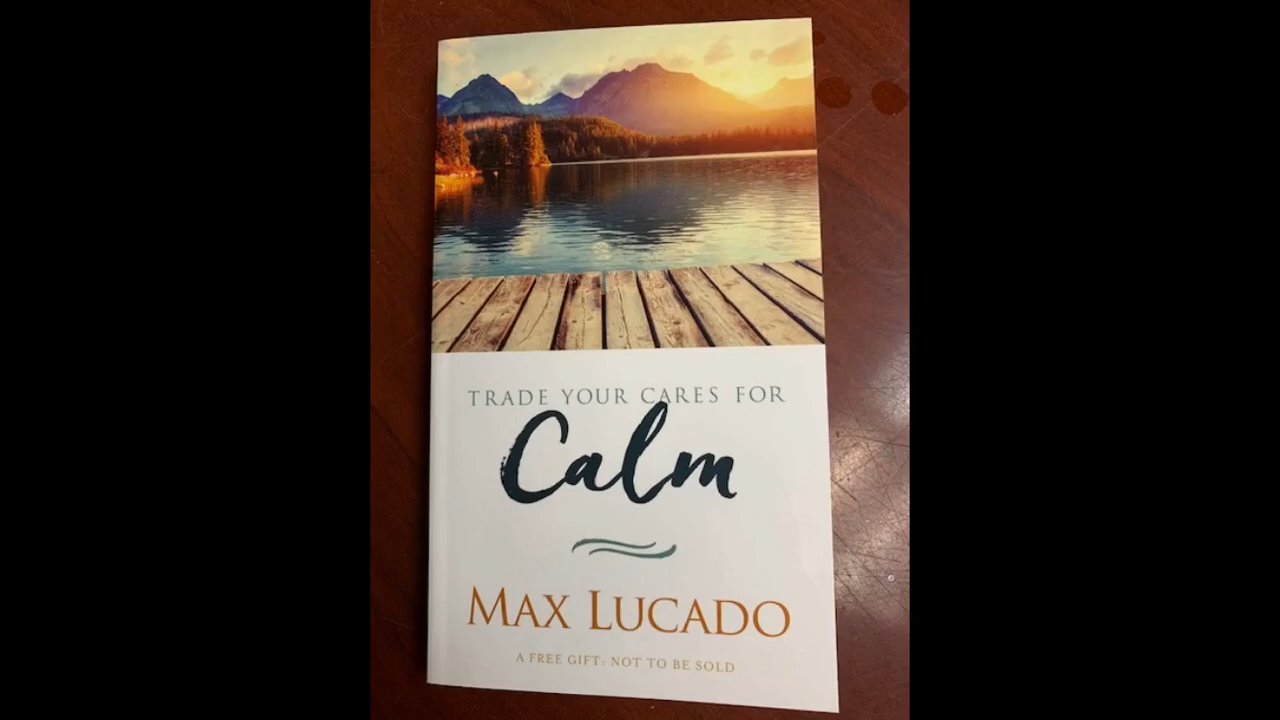 TRADE YOUR CARES FOR
Calm
MAX LUCADO
A FREE GIFT: NOT TO BE SOLD